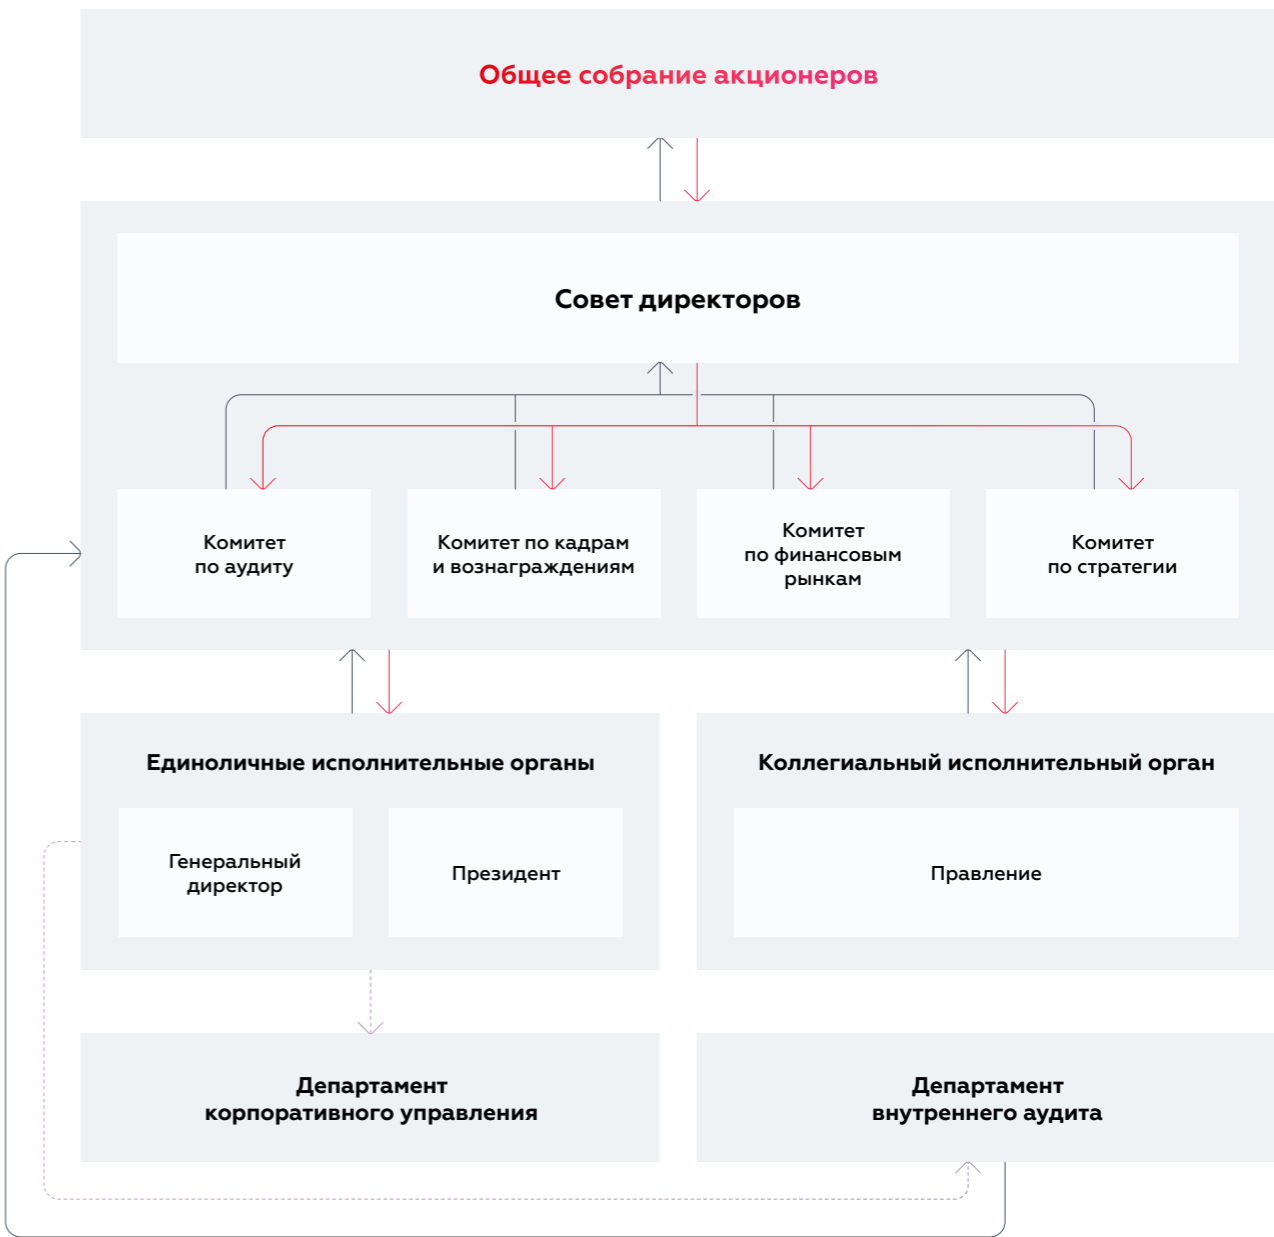 Общее собрание акционеров
Совет директоров
Комитет
по аудиту
Комитет по кадрам
и вознаграждениям
Комитет
по финансовым
рынкам
Комитет
по стратегии
Единоличные исполнительные органы
Генеральный
директор
Президент
Коллегиальный исполнительный орган
Правление
Департамент
корпоративного управления
Департамент
внутреннего аудита